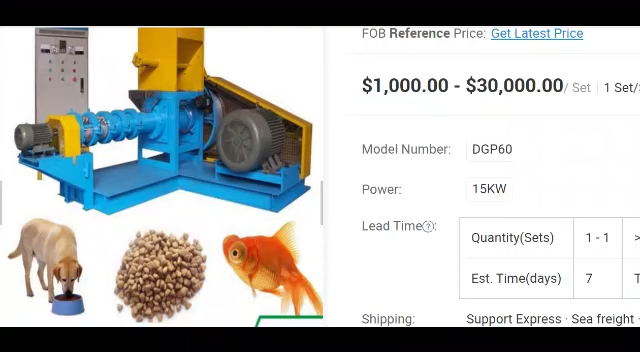 FOB Reference Price: Get Latest Price
$1,000.00 - $30,000.00/ Set | 1 Set/
Model Number: DGP60
Power: 15KW
Lead Time?:
Quantity(Sets) 1 - 1 >
Est. Time(days) 7 T
Shipping: Support Express · Sea freight ·